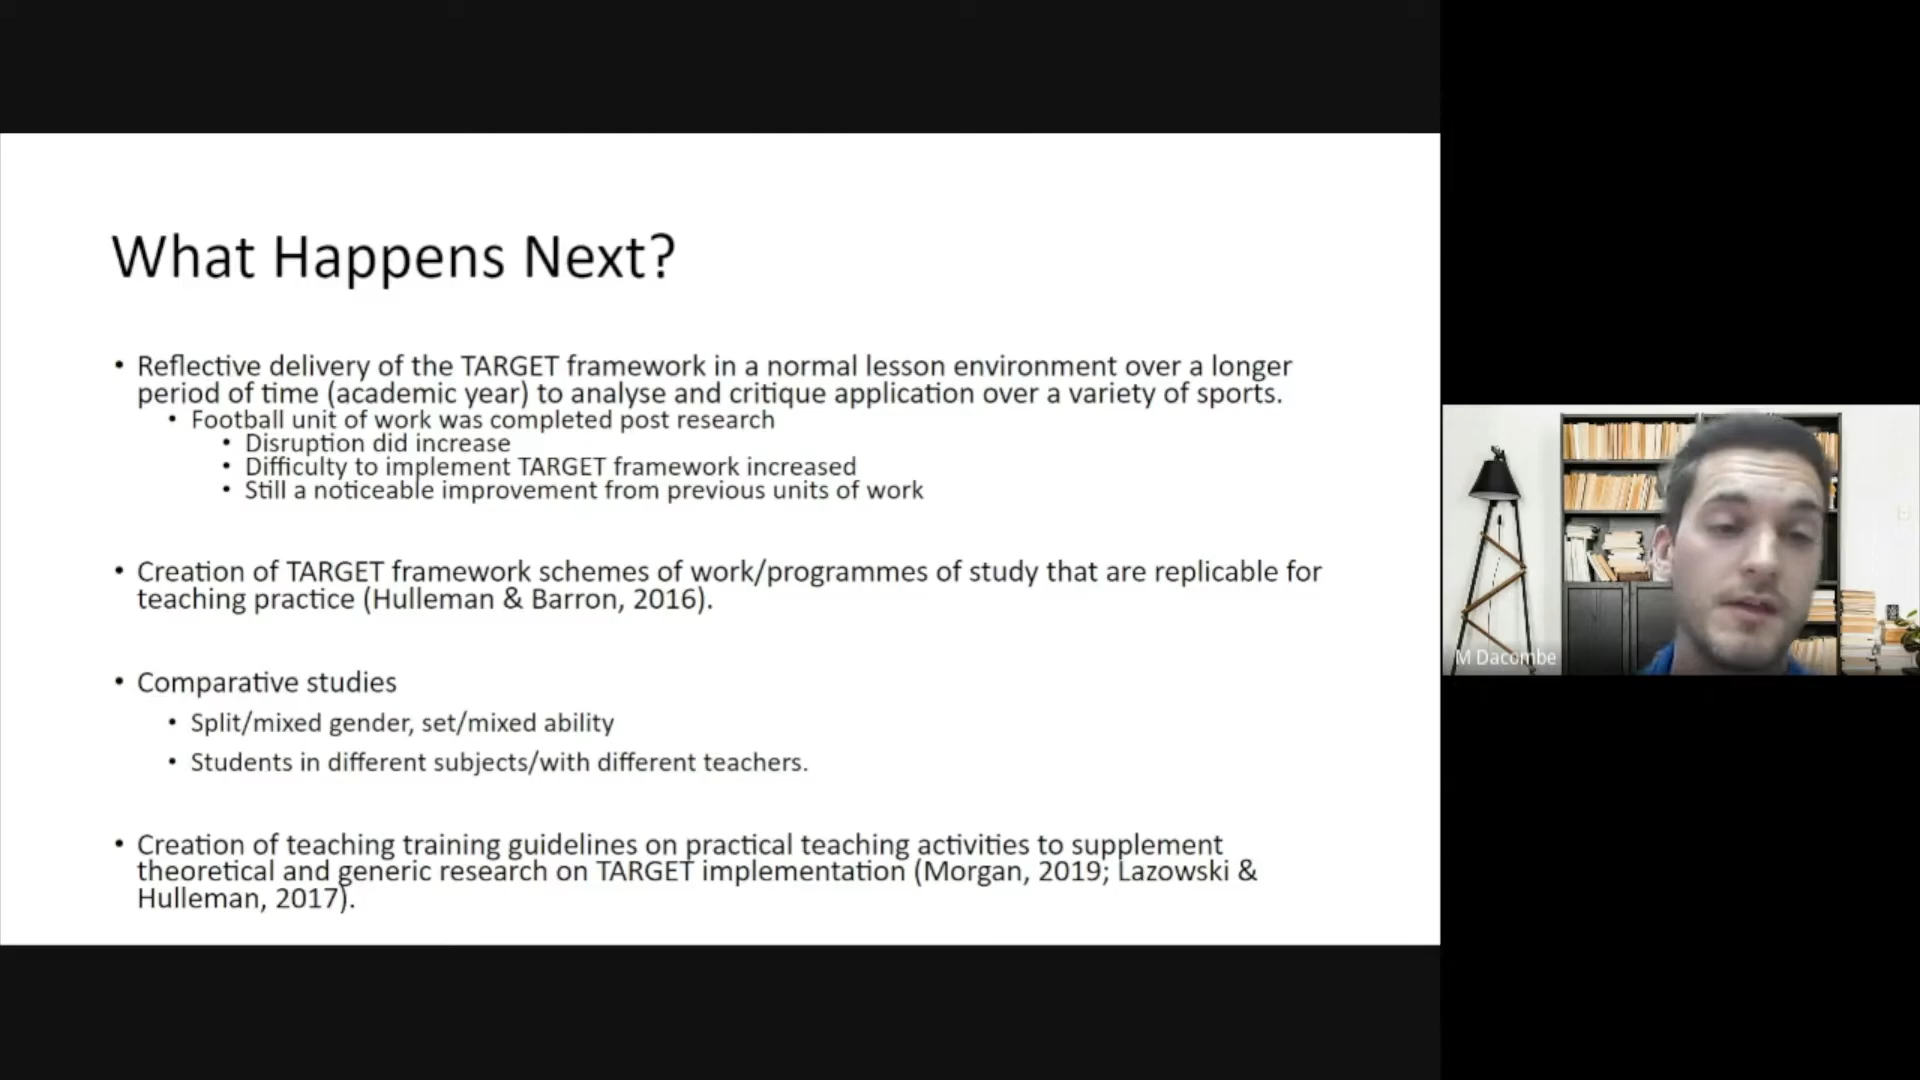 What Happens Next?
• Reflective delivery of the TARGET framework in a normal lesson environment over a longer
period of time (academic year) to analyse and critique application over a variety of sports.
• Football unit of work was completed post research
• Disruption did increase
• Difficulty to implement TARGET framework increased
• Still a noticeable improvement from previous units of work
• Creation of TARGET framework schemes of work/programmes of study that are replicable for
teaching practice (Hulleman & Barron, 2016).
• Comparative studies
• Split/mixed gender, set/mixed ability
• Students in different subjects/with different teachers.
• Creation of teaching training guidelines on practical teaching activities to supplement
theoretical and generic research on TARGET implementation (Morgan, 2019; Lazowski &
Hulleman, 2017).
M Dacombe